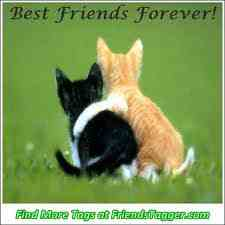 Best Friends Forever!
Find More Tags at FriendsTagger.com